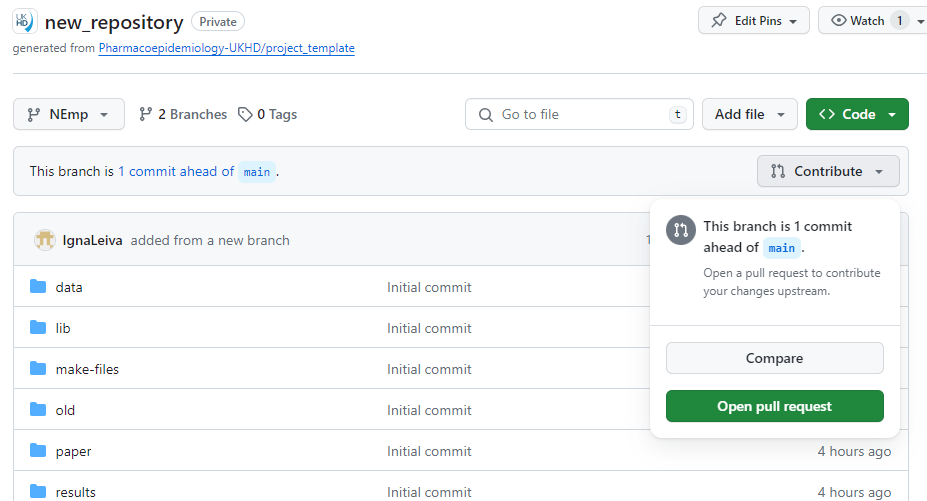 UK
HD
new_repository Private
Edit Pins
Watch 1
generated from Pharmacoepidemiology-UKHD/project_template
NEmp
2 Branches
0 Tags
Go to file t
Add file
<> Code
This branch is 1 commit ahead of main .
Contribute
This branch is 1 commit
ahead of main .
Open a pull request to contribute
your changes upstream.
Compare
Open pull request
IgnaLeiva added from a new branch
data Initial commit
lib Initial commit
make-files Initial commit
old Initial commit
paper Initial commit 4 hours ago
results Initial commit 4 hours ago